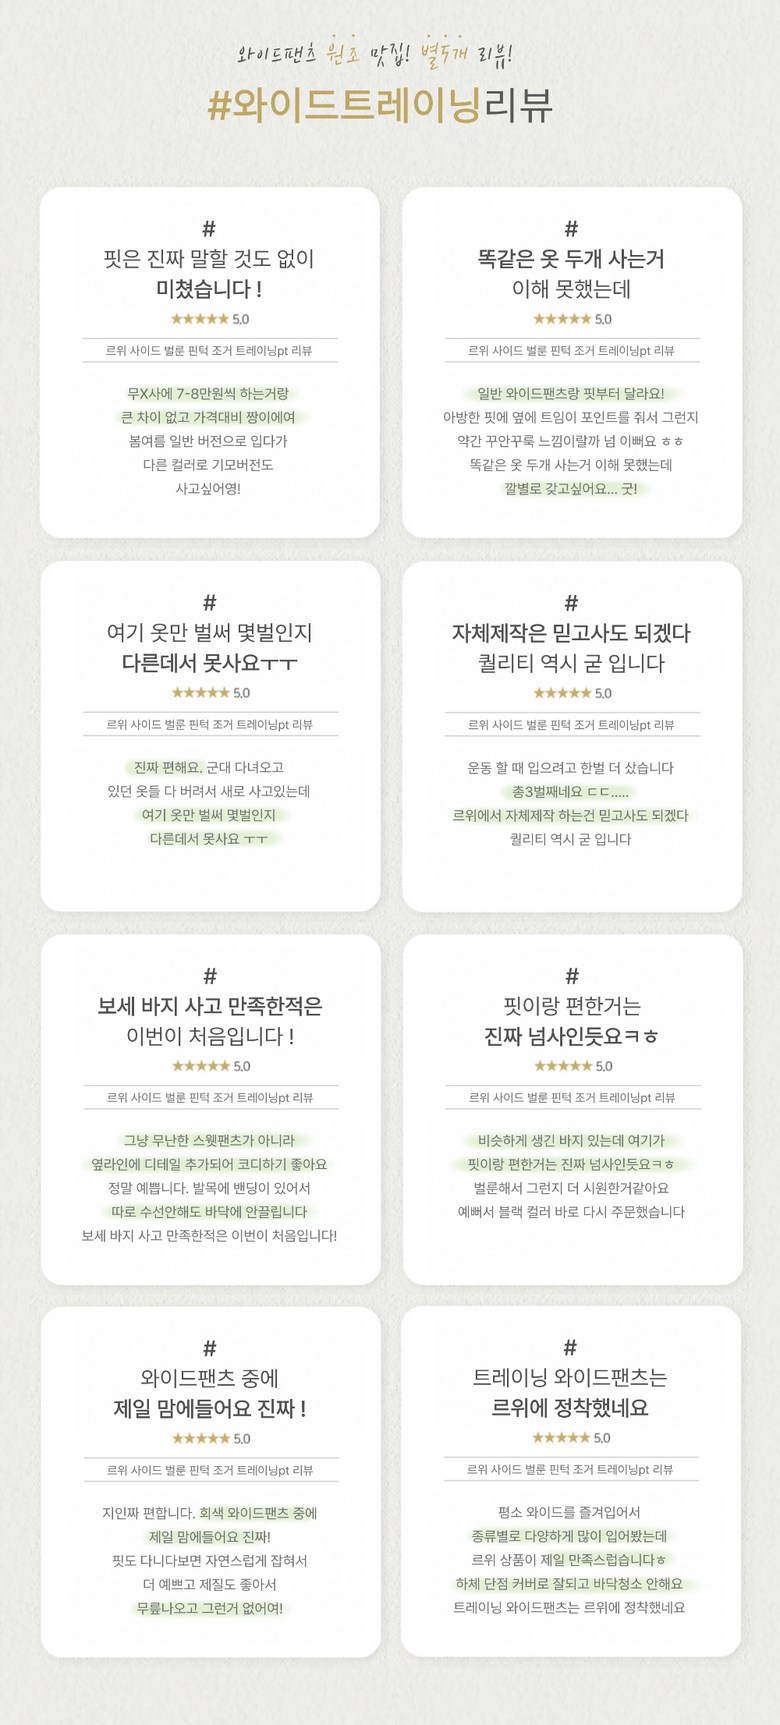 와이드팬츠 원조 맛집! 별5개 리뷰!
#와이드트레이닝리뷰
#
핏은 진짜 말할 것도 없이
미쳤습니다 !
★★★★★ 5.0
르위 사이드 벌룬 핀턱 조거 트레이닝pt 리뷰
무X사에 7-8만원씩 하는거랑
큰 차이 없고 가격대비 짱이에여
봄여름 일반 버전으로 입다가
다른 컬러로 기모버전도
사고싶어영!
#
똑같은 옷 두개 사는거
이해 못했는데
★★★★★ 5.0
르위 사이드 벌룬 핀턱 조거 트레이닝pt 리뷰
일반 와이드팬츠랑 핏부터 달라요!
아방한 핏에 옆에 트임이 포인트를 줘서 그런지
약간 꾸안꾸룩 느낌이랄까 넘 이뻐요 ㅎㅎ
똑같은 옷 두개 사는거 이해 못했는데
깔별로 갖고싶어요... 굿!
#
여기 옷만 벌써 몇벌인지
다른데서 못사요ㅜㅜ
★★★★★ 5.0
르위 사이드 벌룬 핀턱 조거 트레이닝pt 리뷰
진짜 편해요. 군대 다녀오고
있던 옷들 다 버려서 새로 사고있는데
여기 옷만 벌써 몇벌인지
다른데서 못사요 ㅜㅜ
#
자체제작은 믿고사도 되겠다
퀄리티 역시 굳 입니다
★★★★★ 5.0
르위 사이드 벌룬 핀턱 조거 트레이닝pt 리뷰
운동 할 때 입으려고 한벌 더 샀습니다
총3벌째네요 ㄷㄷ.....
르위에서 자체제작 하는건 믿고사도 되겠다
퀄리티 역시 굳 입니다
#
보세 바지 사고 만족한적은
이번이 처음입니다 !
★★★★★ 5.0
르위 사이드 벌룬 핀턱 조거 트레이닝pt 리뷰
그냥 무난한 스웻팬츠가 아니라
옆라인에 디테일 추가되어 코디하기 좋아요
정말 예쁩니다. 발목에 밴딩이 있어서
따로 수선안해도 바닥에 안끌립니다
보세 바지 사고 만족한적은 이번이 처음입니다!
#
핏이랑 편한거는
진짜 넘사인듯요ㅋㅎ
★★★★★ 5.0
르위 사이드 벌룬 핀턱 조거 트레이닝pt 리뷰
비슷하게 생긴 바지 있는데 여기가
핏이랑 편한거는 진짜 넘사인듯요ㅋㅎ
벌룬해서 그런지 더 시원한거같아요
예뻐서 블랙 컬러 바로 다시 주문했습니다
#
와이드팬츠 중에
제일 맘에들어요 진짜 !
★★★★★ 5.0
르위 사이드 벌룬 핀턱 조거 트레이닝pt 리뷰
지인짜 편합니다. 회색 와이드팬츠 중에
제일 맘에들어요 진짜!
핏도 다니다보면 자연스럽게 잡혀서
더 예쁘고 제질도 좋아서
무릎나오고 그런거 없어여!
#
트레이닝 와이드팬츠는
르위에 정착했네요
★★★★★ 5.0
르위 사이드 벌룬 핀턱 조거 트레이닝pt 리뷰
평소 와이드를 즐겨입어서
종류별로 다양하게 많이 입어봤는데
르위 상품이 제일 만족스럽습니다ㅎ
하체 단점 커버로 잘되고 바닥청소 안해요
트레이닝 와이드팬츠는 르위에 정착했네요